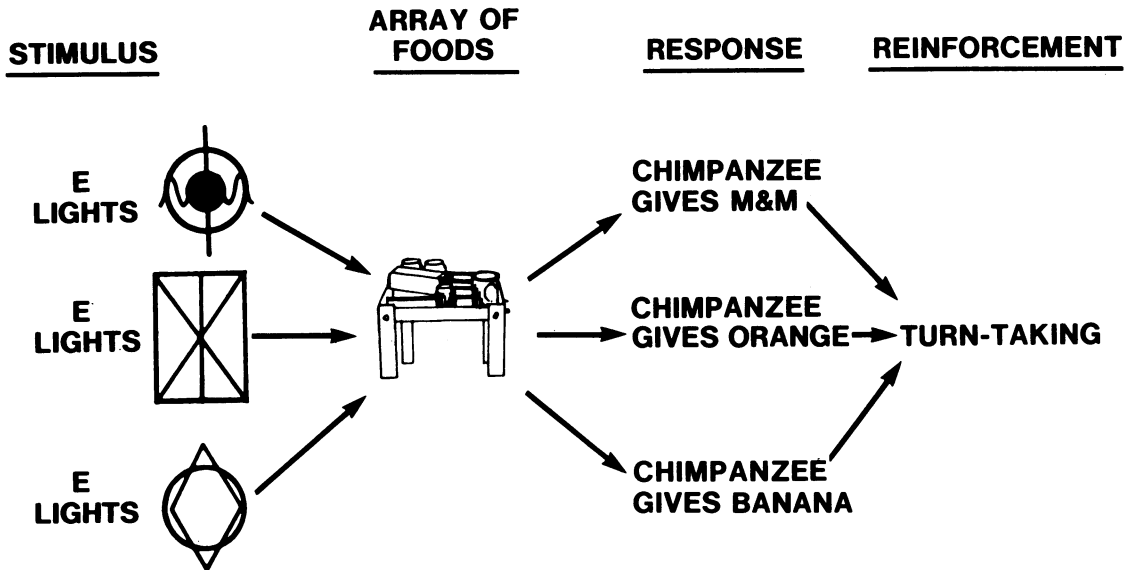 STIMULUS
ARRAY OF
FOODS
RESPONSE
REINFORCEMENT
E
LIGHTS
CHIMPANZEE
GIVES M&M
E
LIGHTS
CHIMPANZEE
GIVES ORANGE
TURN-TAKING
E
LIGHTS
CHIMPANZEE
GIVES BANANA